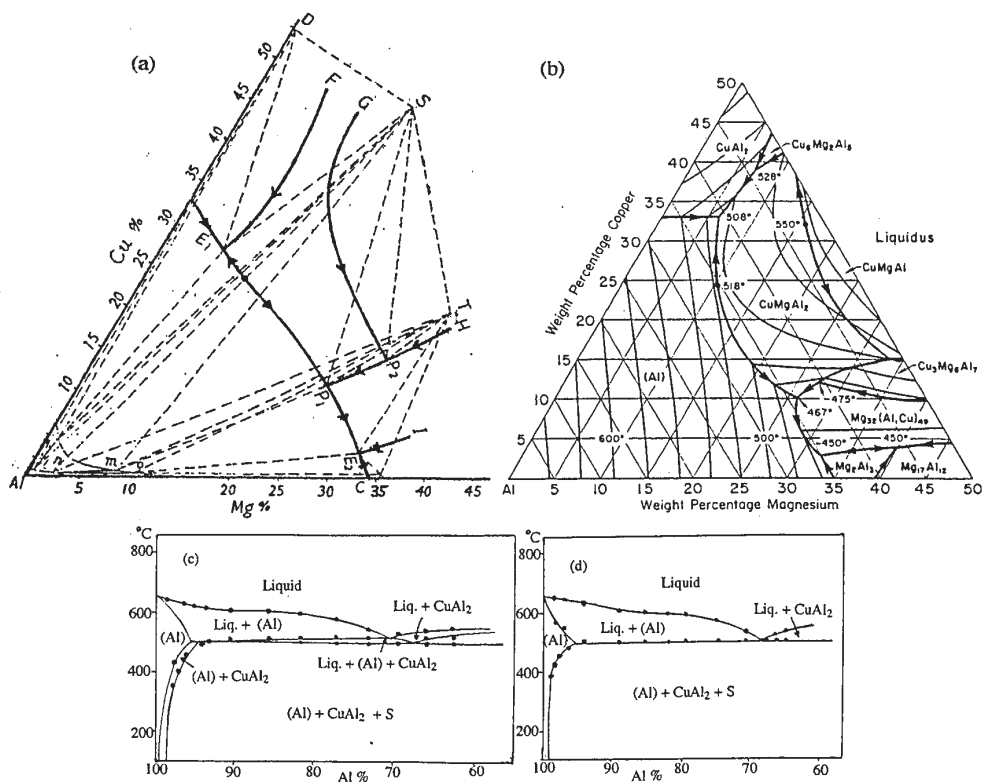 (a)
D
50
45
40
35
30
25
20
15
10
Cu %
F
G
S
E
T
H
P₂
P₁
I
E
C
m
Al
5
10
20
30
35
40
45
Mg %
(b)
50
45
40
35
30
25
20
15
10
5
Weight Percentage Copper
CuAl₂
Cu₆Mg₂Al₅
528°
508°
550°
Liquidus
518°
CuMgAl
CuMgAl₂
(Al)
Cu₃Mg₆Al₇
475°
467°
Mg₃₂(Al,Cu)₄₉
600°
500°
450°
450°
Mg₁₇Al₁₂
Al
5
10
15
20
25
30
35
40
45
50
Weight Percentage Magnesium
°C
800
600
400
200
(c)
Liquid
Liq. + CuAl₂
Liq. + (Al)
(Al)
Liq. + (Al) + CuAl₂
(Al) + CuAl₂
(Al) + CuAl₂ + S
100
90
80
70
60
Al %
°C
800
600
400
200
(d)
Liquid
Liq. + CuAl₂
Liq. + (Al)
(Al)
(Al) + CuAl₂ + S
100
90
80
70
60
Al %